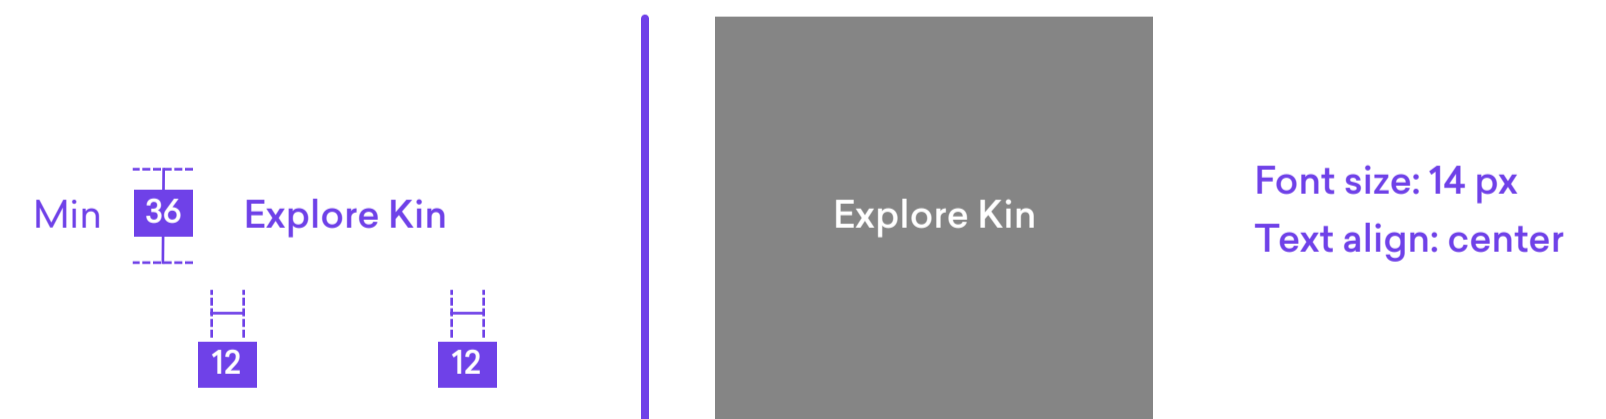 Min
36
Explore Kin
12
12
Explore Kin
Font size: 14 px
Text align: center